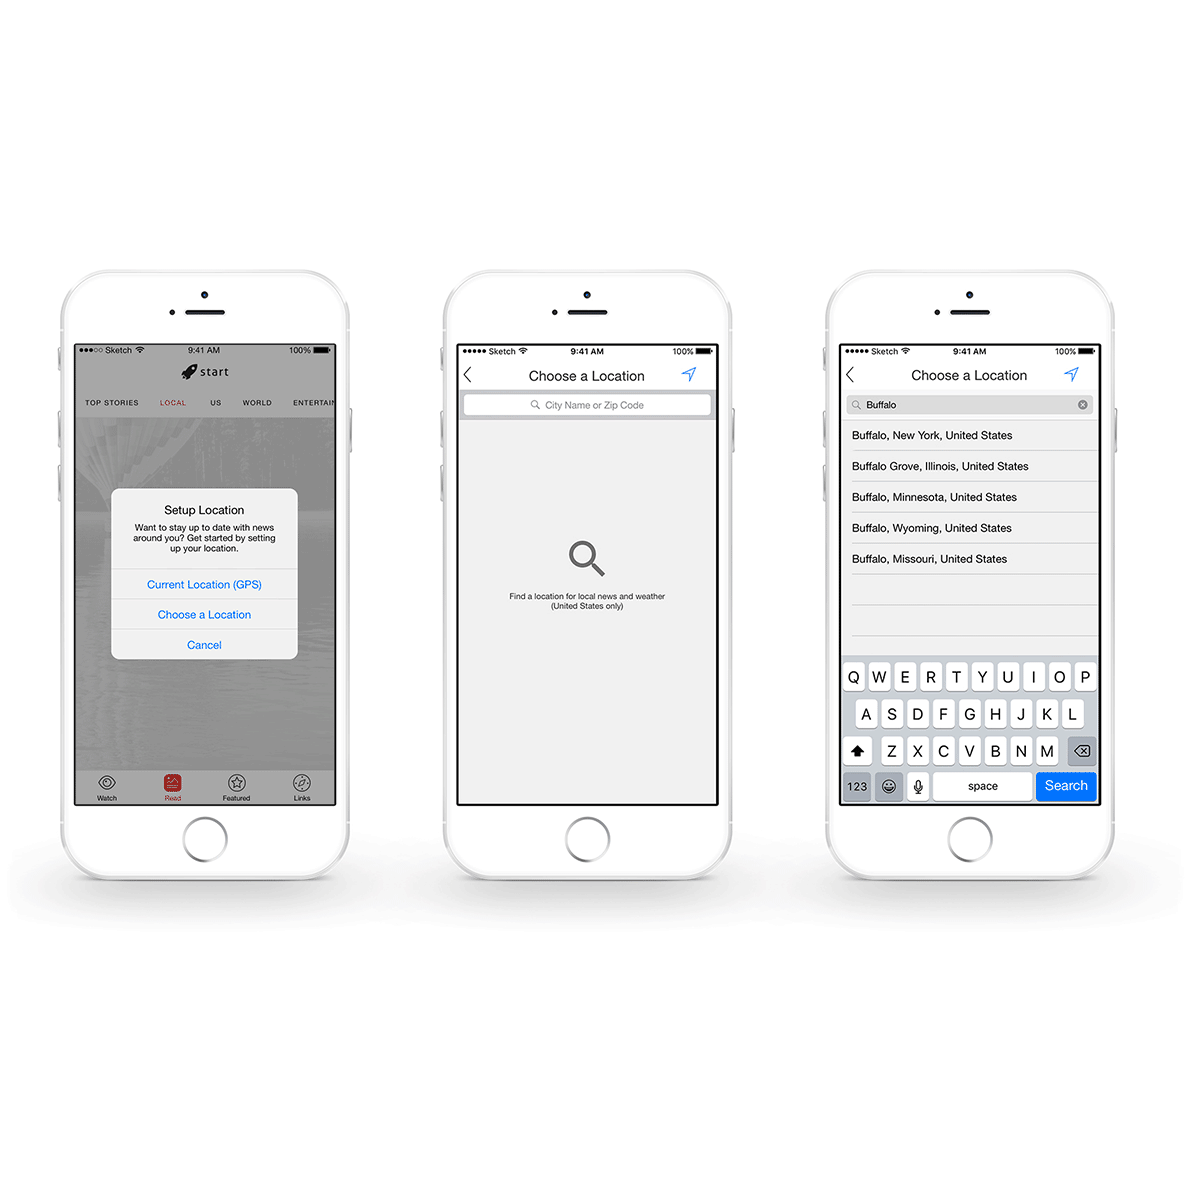 Sketch 9:41 AM 100%
start
TOP STORIES LOCAL US WORLD ENTERTAIN
Setup Location
Want to stay up to date with news
around you? Get started by setting
up your location.
Current Location (GPS)
Choose a Location
Cancel
Watch Read Featured Links
Sketch 9:41 AM 100%
Choose a Location
City Name or Zip Code
Find a location for local news and weather
(United States only)
Sketch 9:41 AM 100%
Choose a Location
Buffalo
Buffalo, New York, United States
Buffalo Grove, Illinois, United States
Buffalo, Minnesota, United States
Buffalo, Wyoming, United States
Buffalo, Missouri, United States
Q W E R T Y U I O P
A S D F G H J K L
Z X C V B N M
123 space Search